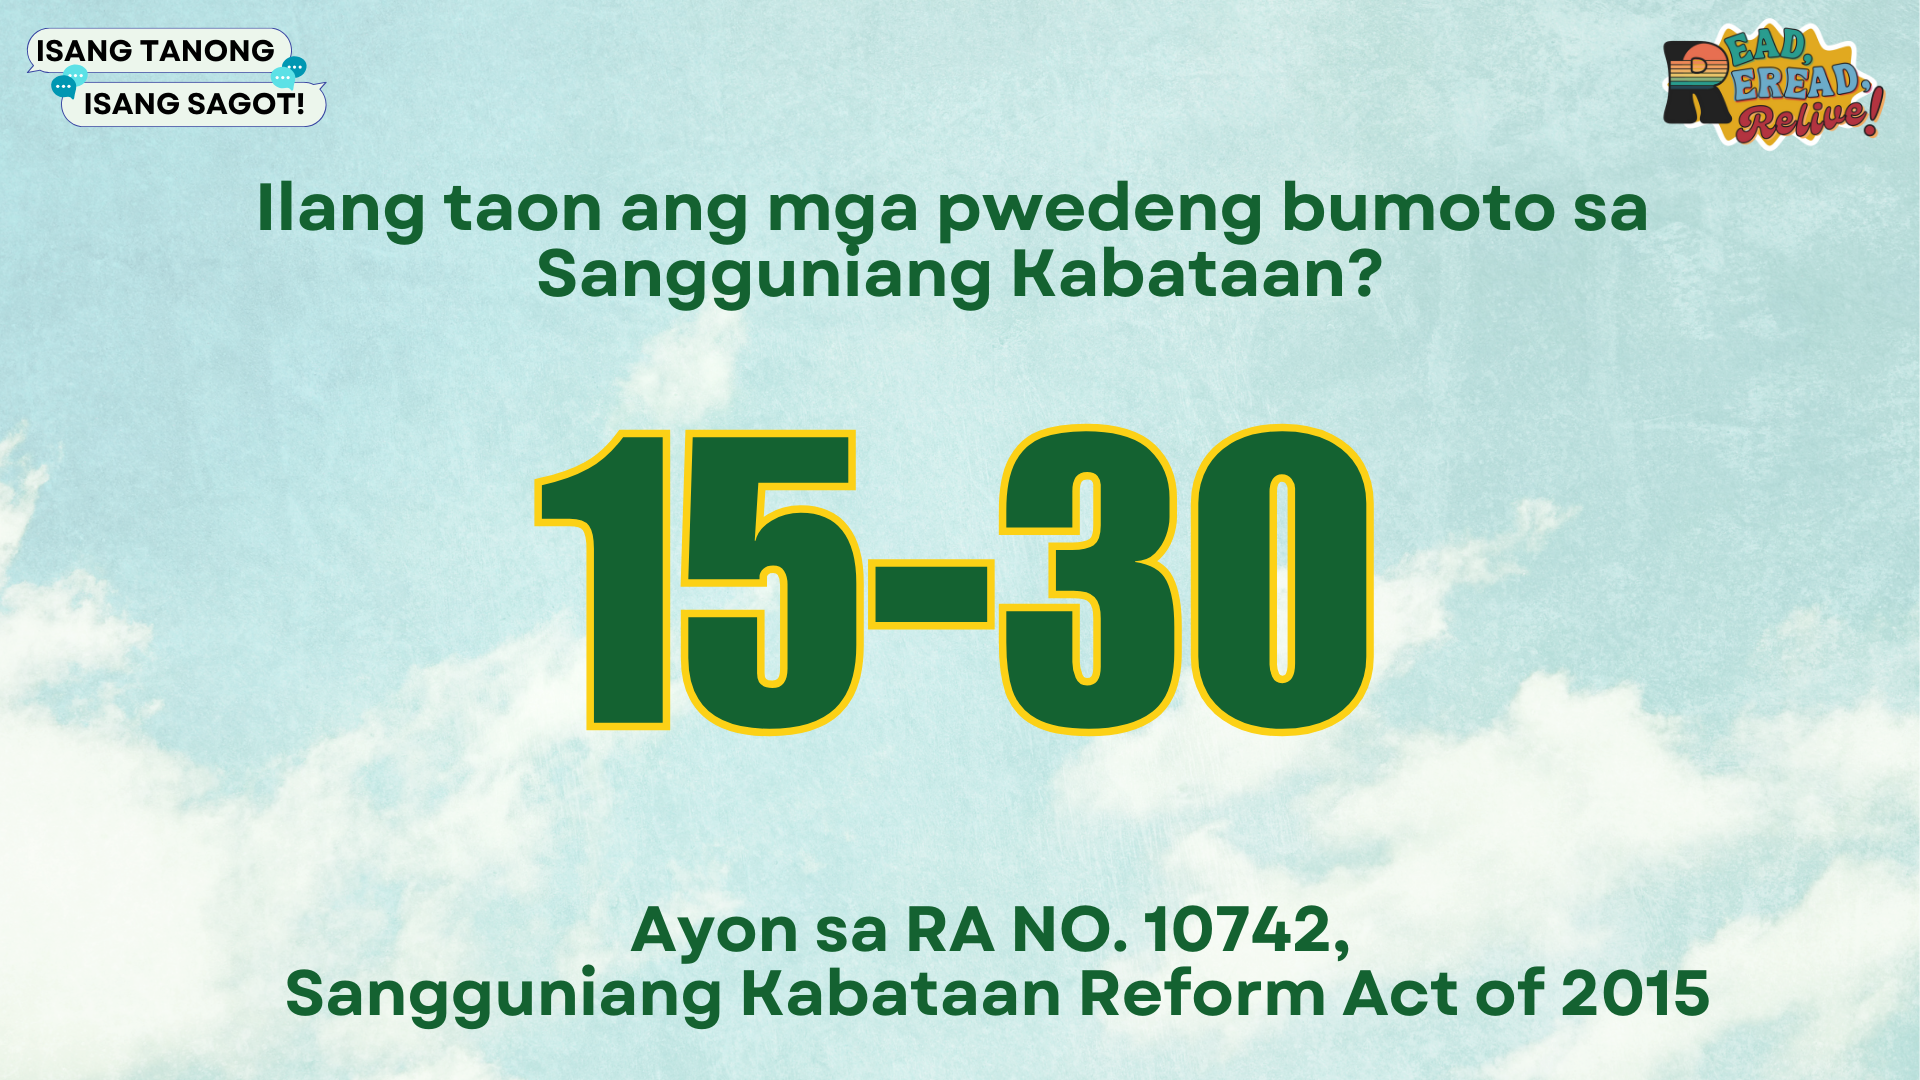 ISANG TANONG
ISANG SAGOT!
READ,
REREAD,
Relive!
Ilang taon ang mga pwedeng bumoto sa
Sangguniang Kabataan?
15-30
Ayon sa RA NO. 10742,
Sangguniang Kabataan Reform Act of 2015